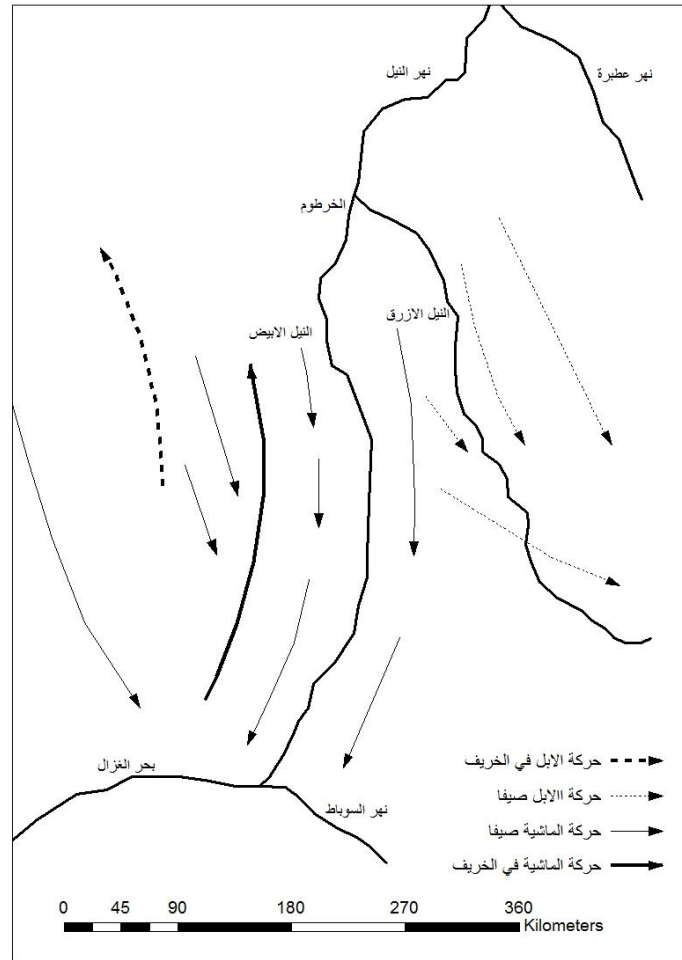 نهر عطبرة
نهر النيل
الخرطوم
النيل الازرق
النيل الابيض
بحر الغزال
نهر السوباط
حركة الابل في الخريف
حركة االابل صيفا
حركة الماشية صيفا
حركة الماشية في الخريف
0 45 90 180 270 360
Kilometers